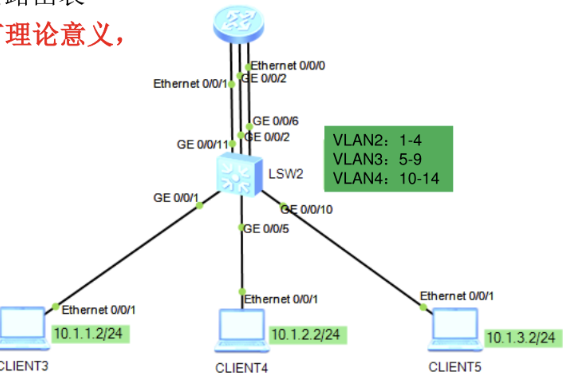 路由表
理论意义，
Ethernet 0/0/0
GE 0/0/2
Ethernet 0/0/1
GE 0/0/6
GE 0/0/2
GE 0/0/11
LSW2
VLAN2：1-4
VLAN3：5-9
VLAN4：10-14
GE 0/0/1
GE 0/0/10
GE 0/0/5
Ethernet 0/0/1
Ethernet 0/0/1
Ethernet 0/0/1
10.1.1.2/24
10.1.2.2/24
10.1.3.2/24
CLIENT3
CLIENT4
CLIENT5